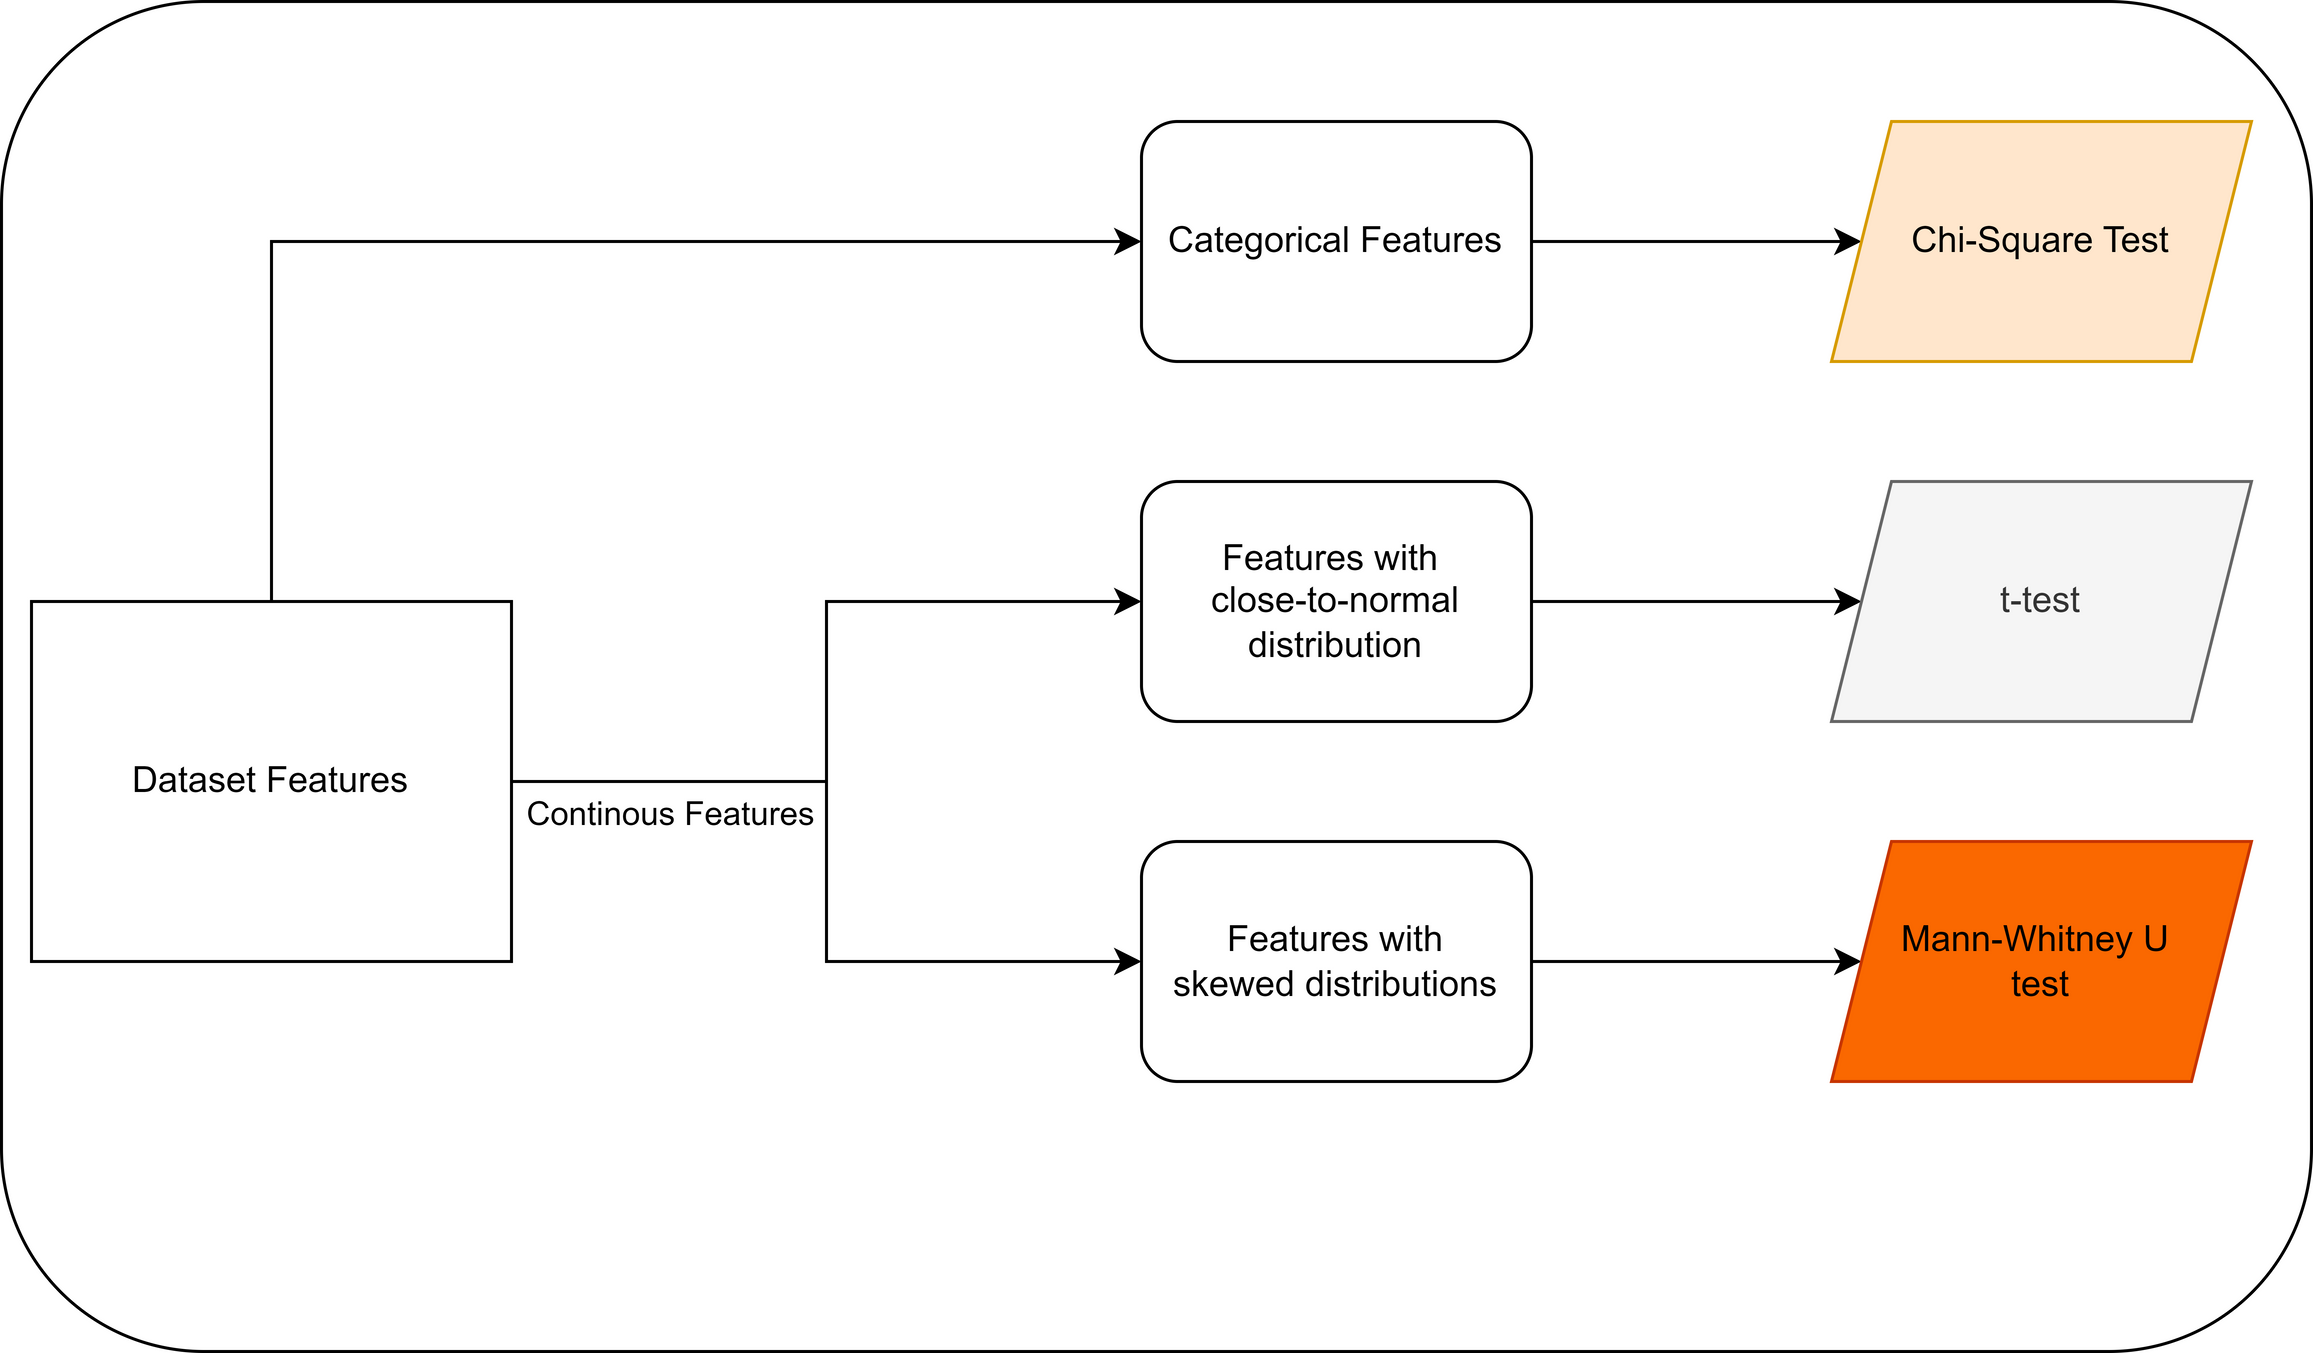 Categorical Features
Chi-Square Test
Features with
close-to-normal
distribution
t-test
Dataset Features
Continous Features
Features with
skewed distributions
Mann-Whitney U
test